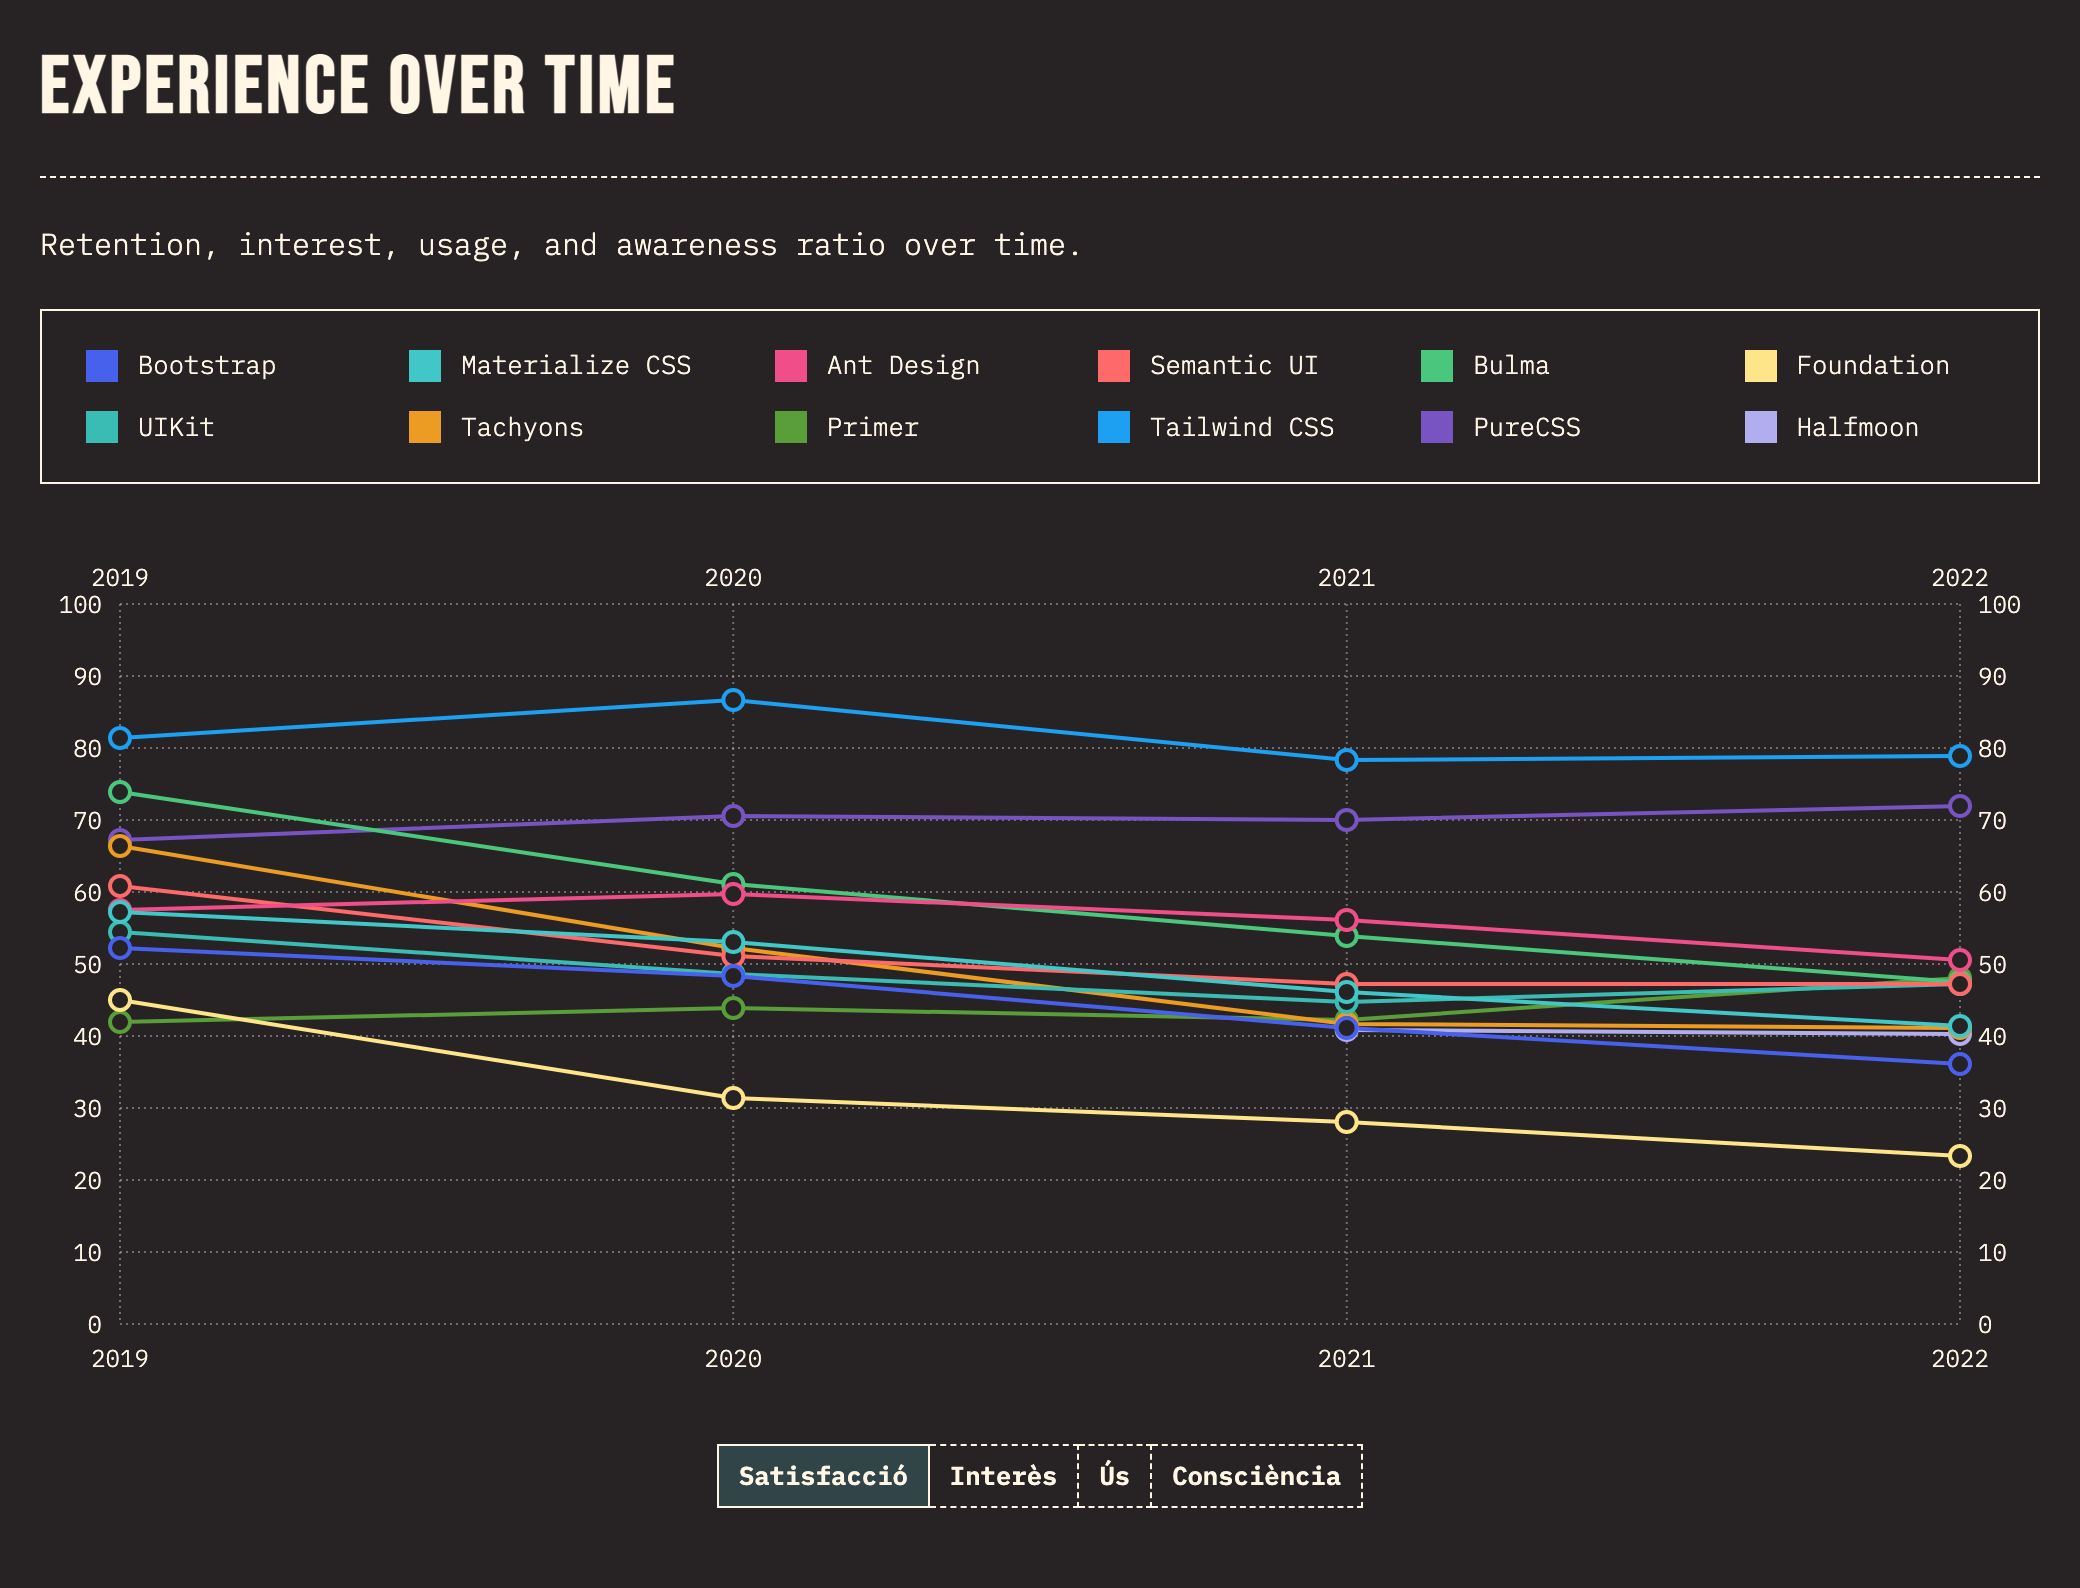 EXPERIENCE OVER TIME
Retention, interest, usage, and awareness ratio over time.
Bootstrap Materialize CSS Ant Design Semantic UI Bulma Foundation
UIKit Tachyons Primer Tailwind CSS PureCSS Halfmoon
2019 2020 2021 2022
100 100
90 90
80 80
70 70
60 60
50 50
40 40
30 30
20 20
10 10
0 0
2019 2020 2021 2022
Satisfacció Interès Ús Consciència